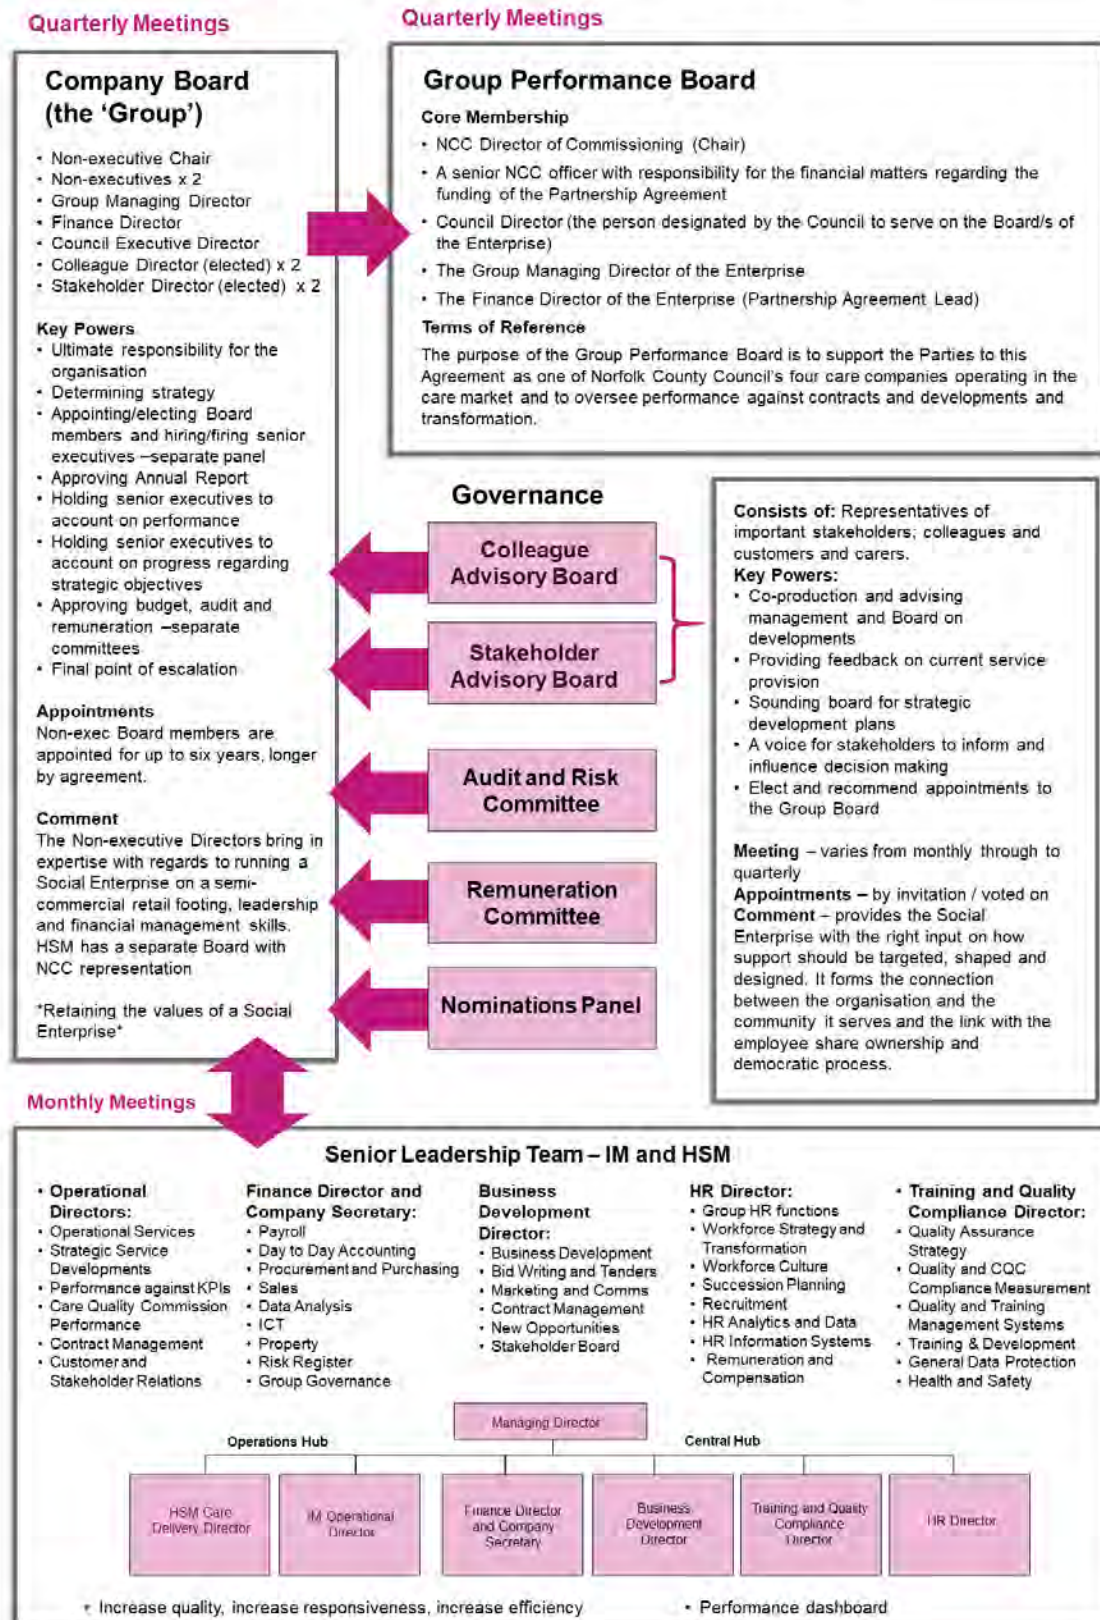 Quarterly Meetings
Company Board
(the 'Group')
• Non-executive Chair
• Non-executives x 2
• Group Managing Director
• Finance Director
• Council Executive Director
• Colleague Director (elected) x 2
• Stakeholder Director (elected) x 2
Key Powers
• Ultimate responsibility for the
organisation
• Determining strategy
• Appointing/electing Board
members and hiring/firing senior
executives –separate panel
• Approving Annual Report
• Holding senior executives to
account on performance
• Holding senior executives to
account on progress regarding
strategic objectives
• Approving budget, audit and
remuneration –separate
committees
• Final point of escalation
Appointments
Non-exec Board members are
appointed for up to six years, longer
by agreement.
Comment
The Non-executive Directors bring in
expertise with regards to running a
Social Enterprise on a semi-
commercial retail footing, leadership
and financial management skills.
HSM has a separate Board with
NCC representation
*Retaining the values of a Social
Enterprise*
Quarterly Meetings
Group Performance Board
Core Membership
• NCC Director of Commissioning (Chair)
• A senior NCC officer with responsibility for the financial matters regarding the
funding of the Partnership Agreement
• Council Director (the person designated by the Council to serve on the Board/s of
the Enterprise)
• The Group Managing Director of the Enterprise
• The Finance Director of the Enterprise (Partnership Agreement Lead)
Terms of Reference
The purpose of the Group Performance Board is to support the Parties to this
Agreement as one of Norfolk County Council's four care companies operating in the
care market and to oversee performance against contracts and developments and
transformation.
Governance
Colleague
Advisory Board
Stakeholder
Advisory Board
Audit and Risk
Committee
Remuneration
Committee
Nominations Panel
Consists of: Representatives of
important stakeholders; colleagues and
customers and carers.
Key Powers:
• Co-production and advising
management and Board on
developments
• Providing feedback on current service
provision
• Sounding board for strategic
development plans
• A voice for stakeholders to inform and
influence decision making
• Elect and recommend appointments to
the Group Board
Meeting – varies from monthly through to
quarterly
Appointments – by invitation / voted on
Comment – provides the Social
Enterprise with the right input on how
support should be targeted, shaped and
designed. It forms the connection
between the organisation and the
community it serves and the link with the
employee share ownership and
democratic process.
Monthly Meetings
Senior Leadership Team – IM and HSM
• Operational
Directors:
• Operational Services
• Strategic Service
Developments
• Performance against KPIs
• Care Quality Commission
Performance
• Contract Management
• Customer and
Stakeholder Relations
Finance Director and
Company Secretary:
• Payroll
• Day to Day Accounting
• Procurement and Purchasing
• Sales
• Data Analysis
• ICT
• Property
• Risk Register
• Group Governance
Business
Development
Director:
• Business Development
• Bid Writing and Tenders
• Marketing and Comms
• Contract Management
• New Opportunities
• Stakeholder Board
HR Director:
• Group HR functions
• Workforce Strategy and
Transformation
• Workforce Culture
• Succession Planning
• Recruitment
• HR Analytics and Data
• HR Information Systems
• Remuneration and
Compensation
• Training and Quality
Compliance Director:
• Quality Assurance
Strategy
• Quality and CQC
Compliance Measurement
• Quality and Training
Management Systems
• Training & Development
• General Data Protection
• Health and Safety
Managing Director
Operations Hub
Central Hub
HSM Care
Delivery Director
IM Operational
Director
Finance Director
and Company
Secretary
Business
Development
Director
Training and Quality
Compliance
Director
HR Director
• Increase quality, increase responsiveness, increase efficiency
• Performance dashboard